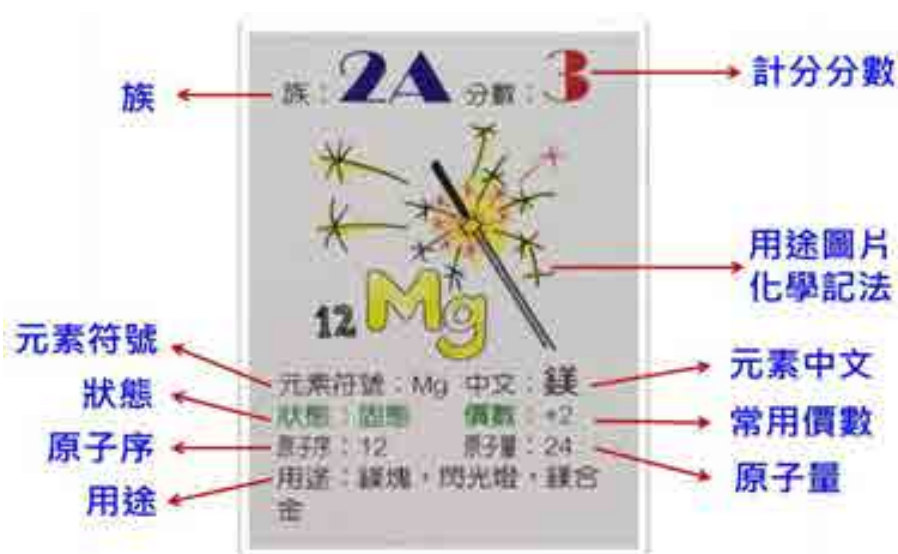 族：2A 分數：3
族
計分分數
12 Mg
用途圖片
化學記法
元素符號：Mg 中文：鎂
元素符號
元素中文
狀態：固態 價數：+2
狀態
常用價數
原子序：12 原子量：24
原子序
原子量
用途：鎂塊，閃光燈，鎂合
金
用途